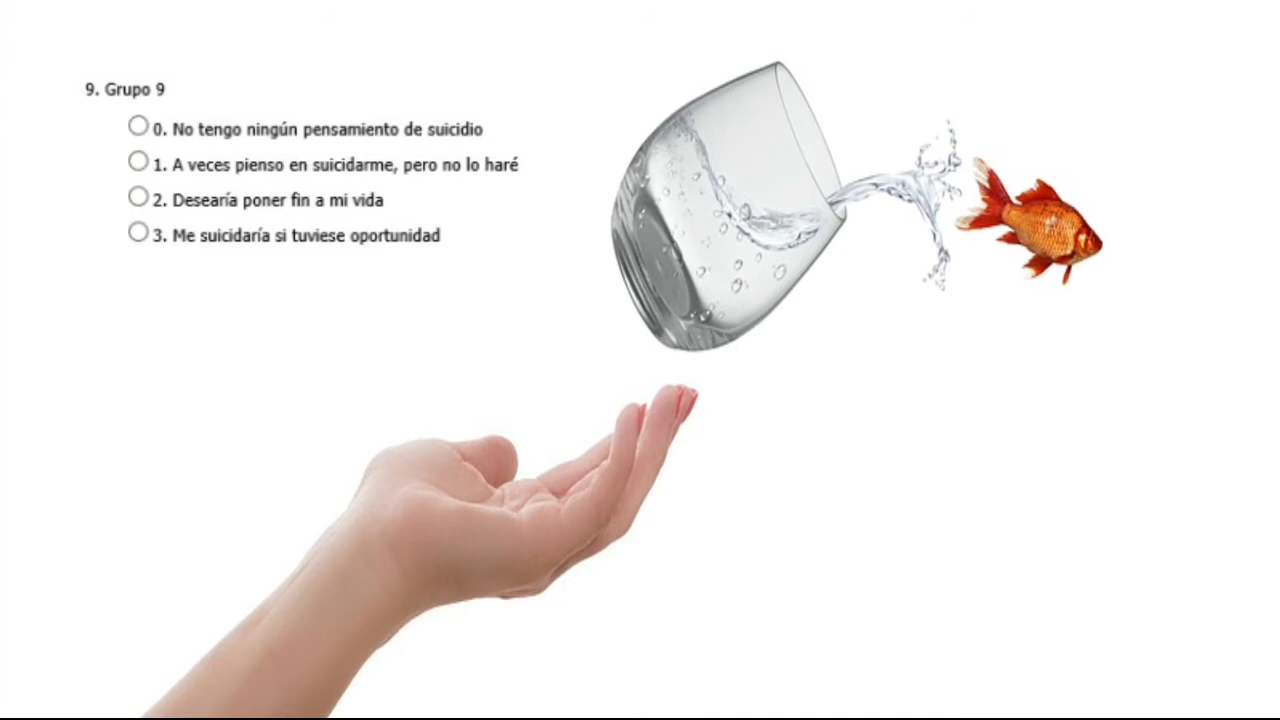 9. Grupo 9
0. No tengo ningún pensamiento de suicidio
1. A veces pienso en suicidarme, pero no lo haré
2. Desearía poner fin a mi vida
3. Me suicidaría si tuviese oportunidad